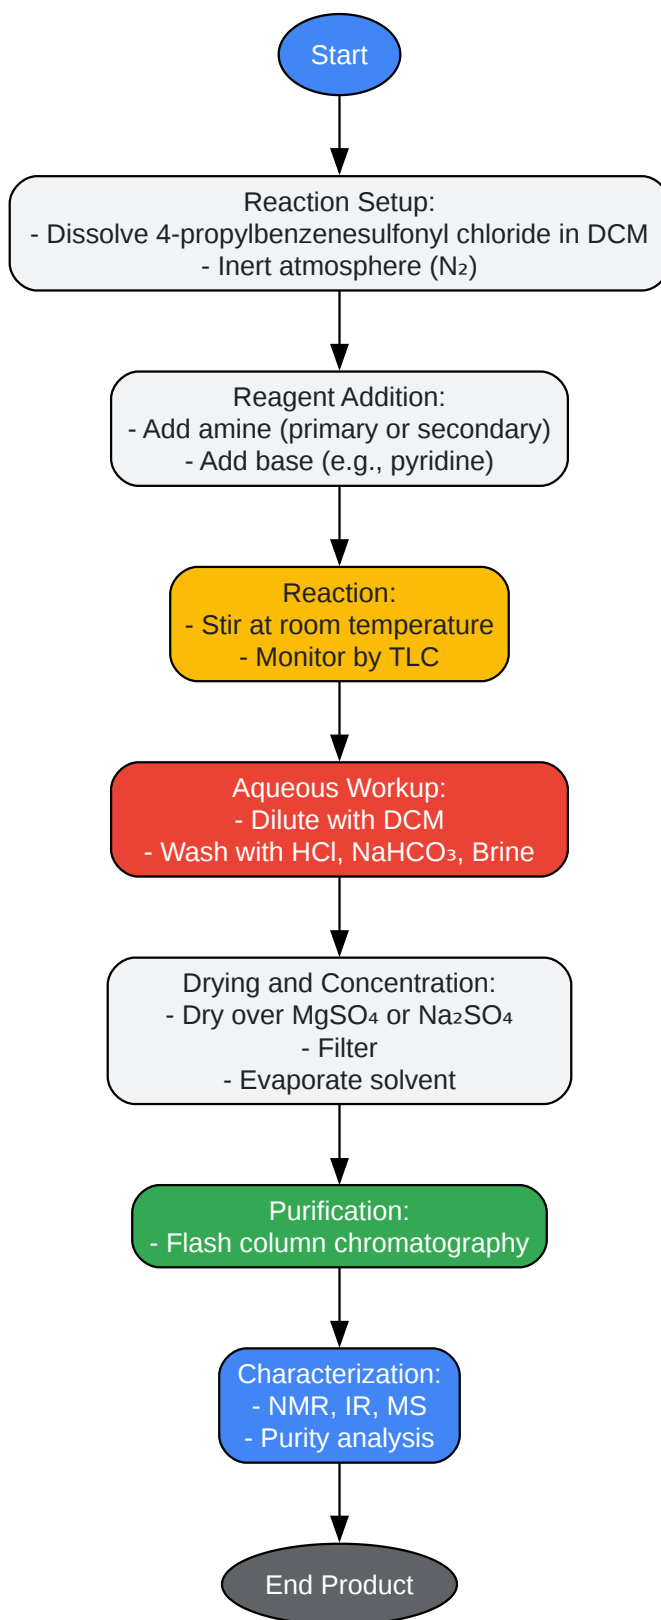 Start
Reaction Setup:
- Dissolve 4-propylbenzenesulfonyl chloride in DCM
- Inert atmosphere (N₂)
Reagent Addition:
- Add amine (primary or secondary)
- Add base (e.g., pyridine)
Reaction:
- Stir at room temperature
- Monitor by TLC
Aqueous Workup:
- Dilute with DCM
- Wash with HCl, NaHCO₃, Brine
Drying and Concentration:
- Dry over MgSO₄ or Na₂SO₄
- Filter
- Evaporate solvent
Purification:
- Flash column chromatography
Characterization:
- NMR, IR, MS
- Purity analysis
End Product